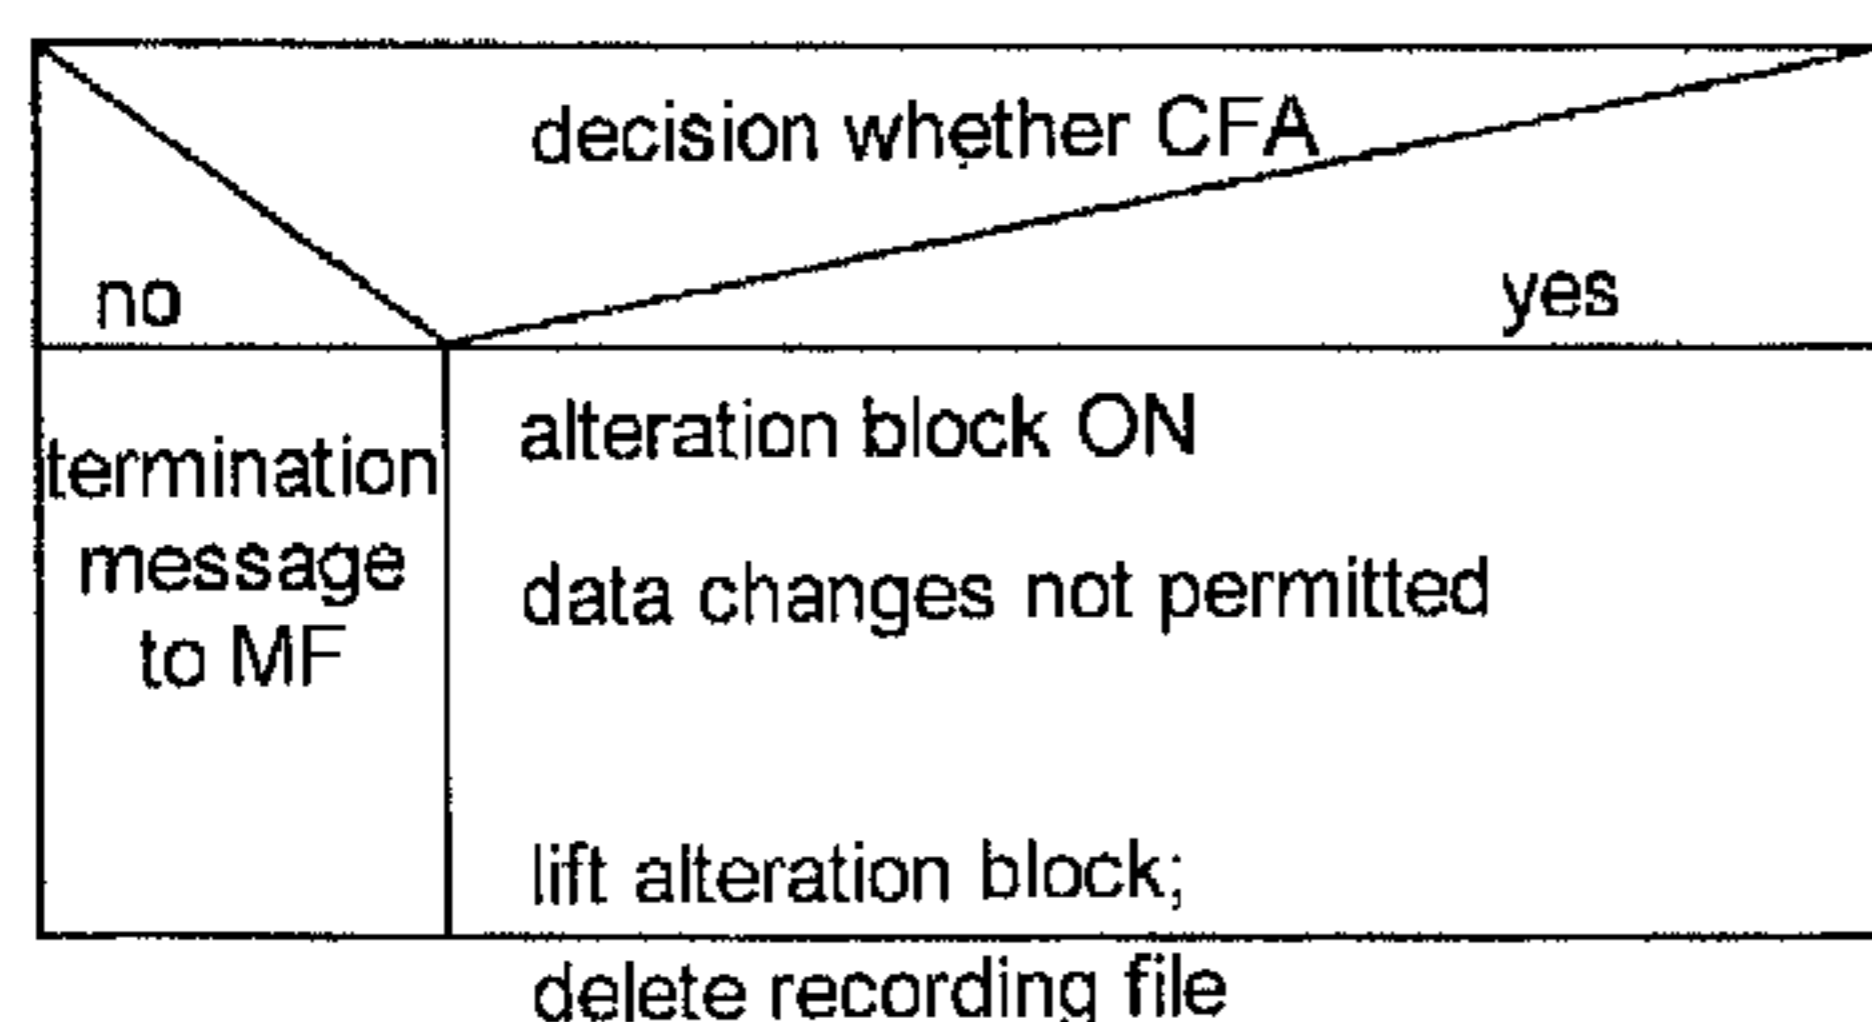 decision whether CFA
no
yes
termination
message
to MF
alteration block ON
data changes not permitted
lift alteration block;
delete recording file